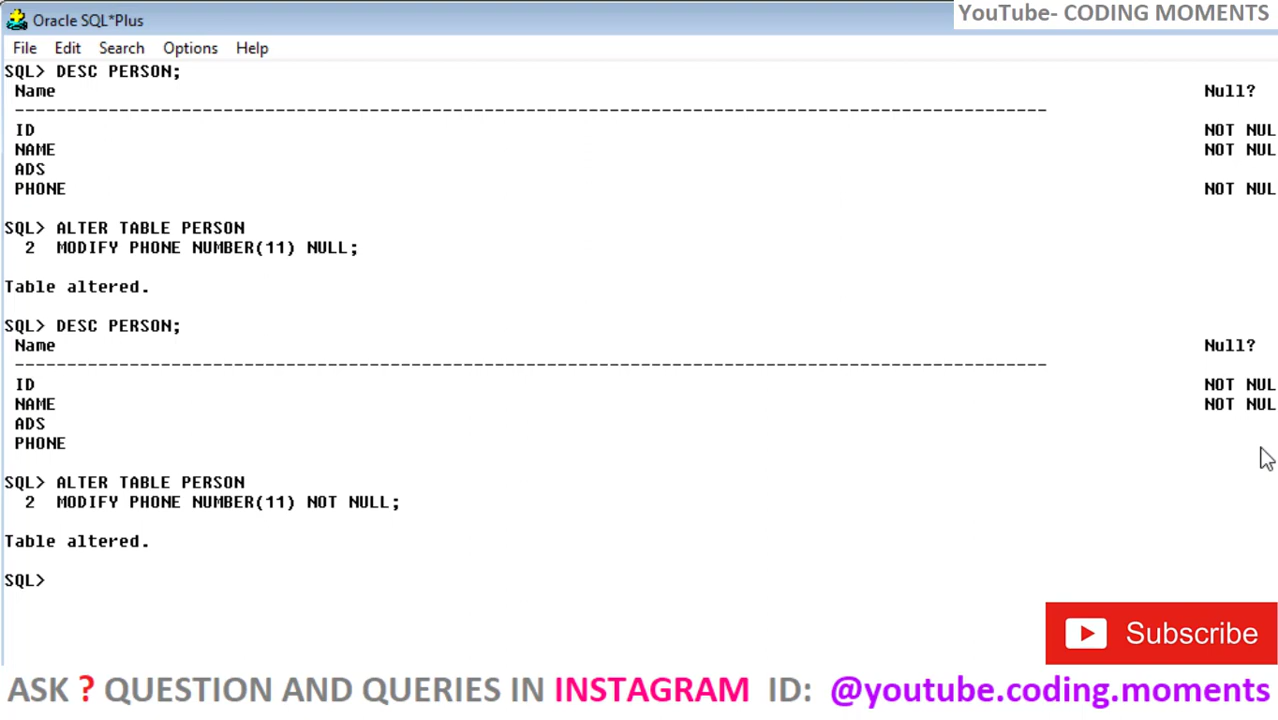 Oracle SQL*Plus
YouTube- CODING MOMENTS
File Edit Search Options Help
SQL> DESC PERSON;
Name Null?
--------------------------------------------------------------------------------
ID NOT NUL
NAME NOT NUL
ADS
PHONE NOT NUL
SQL> ALTER TABLE PERSON
2 MODIFY PHONE NUMBER(11) NULL;
Table altered.
SQL> DESC PERSON;
Name Null?
--------------------------------------------------------------------------------
ID NOT NUL
NAME NOT NUL
ADS
PHONE
SQL> ALTER TABLE PERSON
2 MODIFY PHONE NUMBER(11) NOT NULL;
Table altered.
SQL>
Subscribe
ASK ? QUESTION AND QUERIES IN INSTAGRAM ID: @youtube.coding.moments